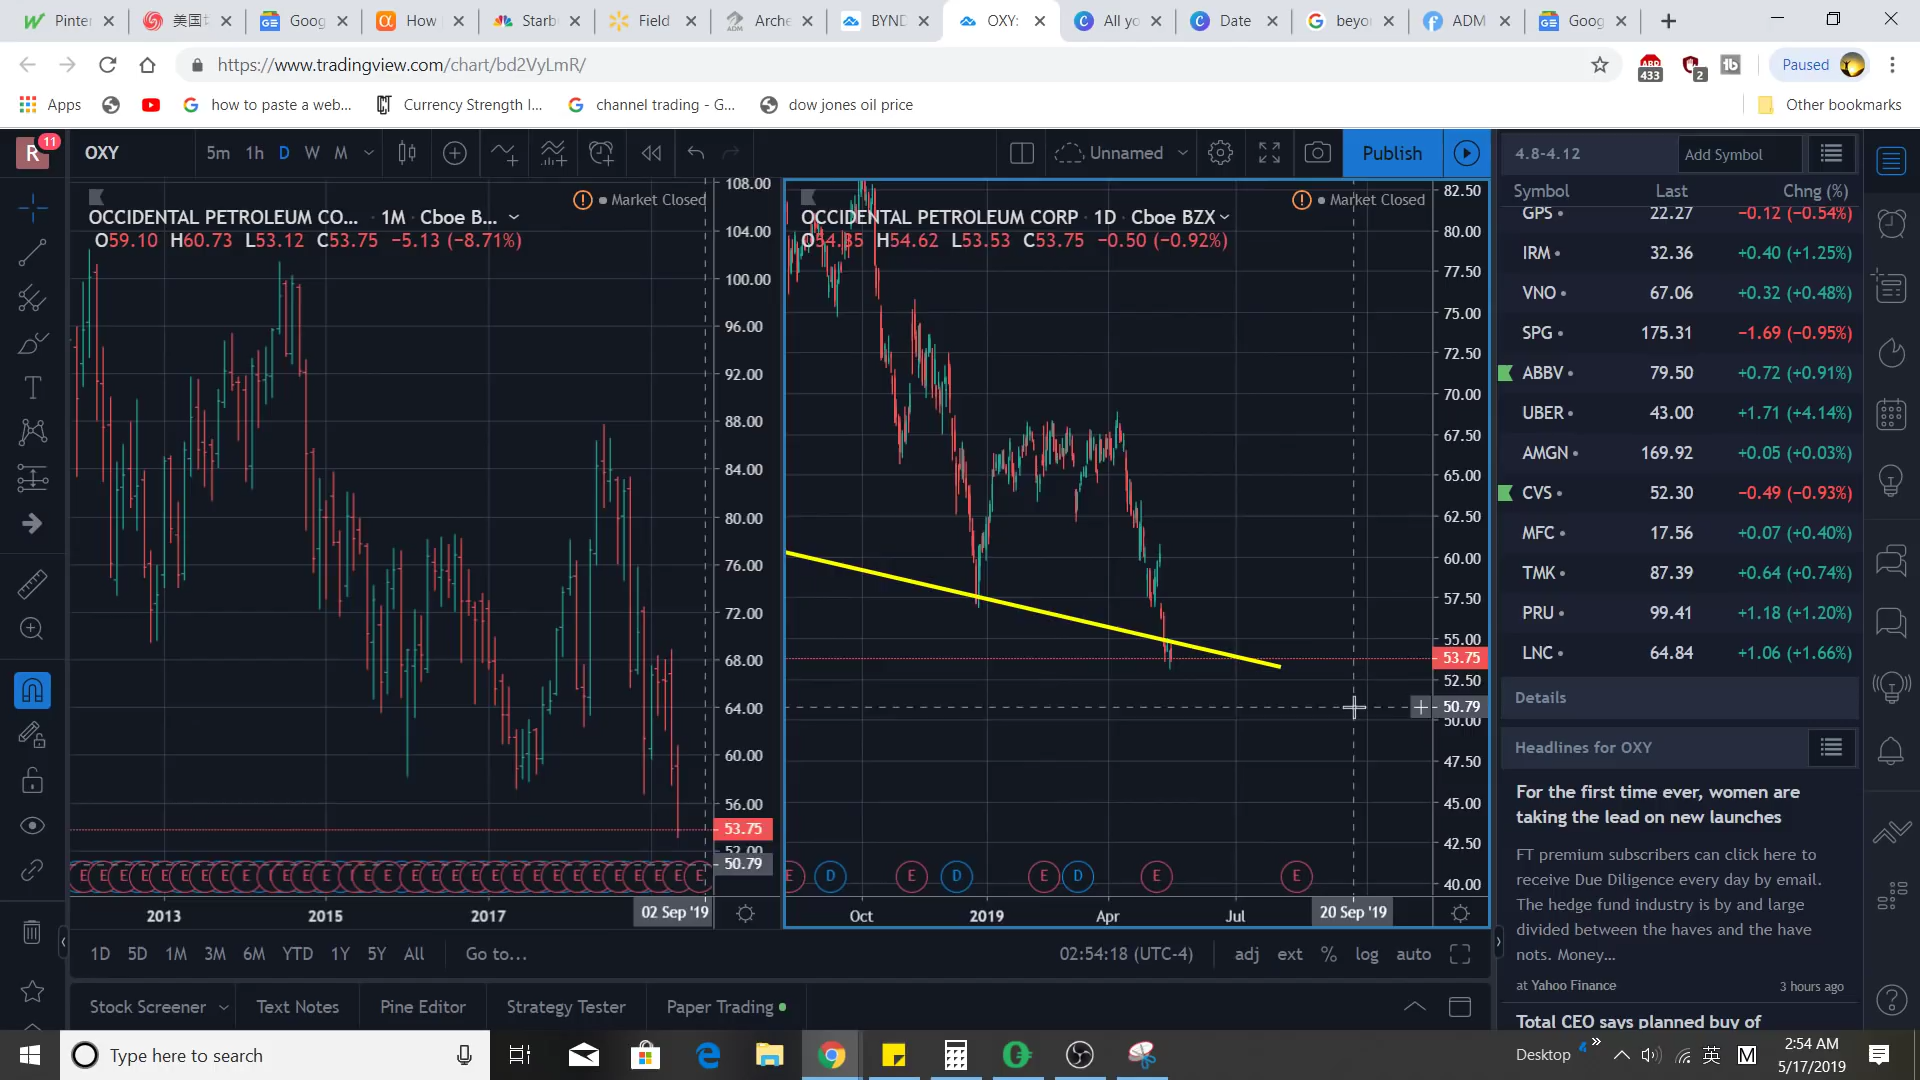 Pinter
美国
Goog
How
Starb
Field
Arche
BYND
OXY:
All yo
Date
beyo
ADM
Goog
https://www.tradingview.com/chart/bd2VyLmR/
433
2
Paused
Apps
how to paste a web...
Currency Strength I...
channel trading - G...
dow jones oil price
Other bookmarks
R
11
OXY
5m 1h D W M
Unnamed
Publish
4.8-4.12
Add Symbol
Symbol Last Chng (%)
OCCIDENTAL PETROLEUM CO... · 1M · Cboe B...
Market Closed
O59.10 H60.73 L53.12 C53.75 −5.13 (−8.71%)
108.00
104.00
100.00
96.00
92.00
88.00
84.00
80.00
76.00
72.00
68.00
64.00
60.00
56.00
53.75
52.00
50.79
2013 2015 2017 02 Sep '19
OCCIDENTAL PETROLEUM CORP · 1D · Cboe BZX
Market Closed
O54.35 H54.62 L53.53 C53.75 −0.50 (−0.92%)
82.50
80.00
77.50
75.00
72.50
70.00
67.50
65.00
62.50
60.00
57.50
55.00
53.75
52.50
50.79
50.00
47.50
45.00
42.50
40.00
E D E D E D E E
Oct 2019 Apr Jul 20 Sep '19
GPS 22.27 −0.12 (−0.54%)
IRM 32.36 +0.40 (+1.25%)
VNO 67.06 +0.32 (+0.48%)
SPG 175.31 −1.69 (−0.95%)
ABBV 79.50 +0.72 (+0.91%)
UBER 43.00 +1.71 (+4.14%)
AMGN 169.92 +0.05 (+0.03%)
CVS 52.30 −0.49 (−0.93%)
MFC 17.56 +0.07 (+0.40%)
TMK 87.39 +0.64 (+0.74%)
PRU 99.41 +1.18 (+1.20%)
LNC 64.84 +1.06 (+1.66%)
Details
Headlines for OXY
For the first time ever, women are
taking the lead on new launches
FT premium subscribers can click here to
receive Due Diligence every day by email.
The hedge fund industry is by and large
divided between the haves and the have
nots. Money...
at Yahoo Finance 3 hours ago
Total CEO says planned buy of
1D 5D 1M 3M 6M YTD 1Y 5Y All Go to...
02:54:18 (UTC-4) adj ext % log auto
Stock Screener Text Notes Pine Editor Strategy Tester Paper Trading
Type here to search
Desktop
英
M
2:54 AM
5/17/2019